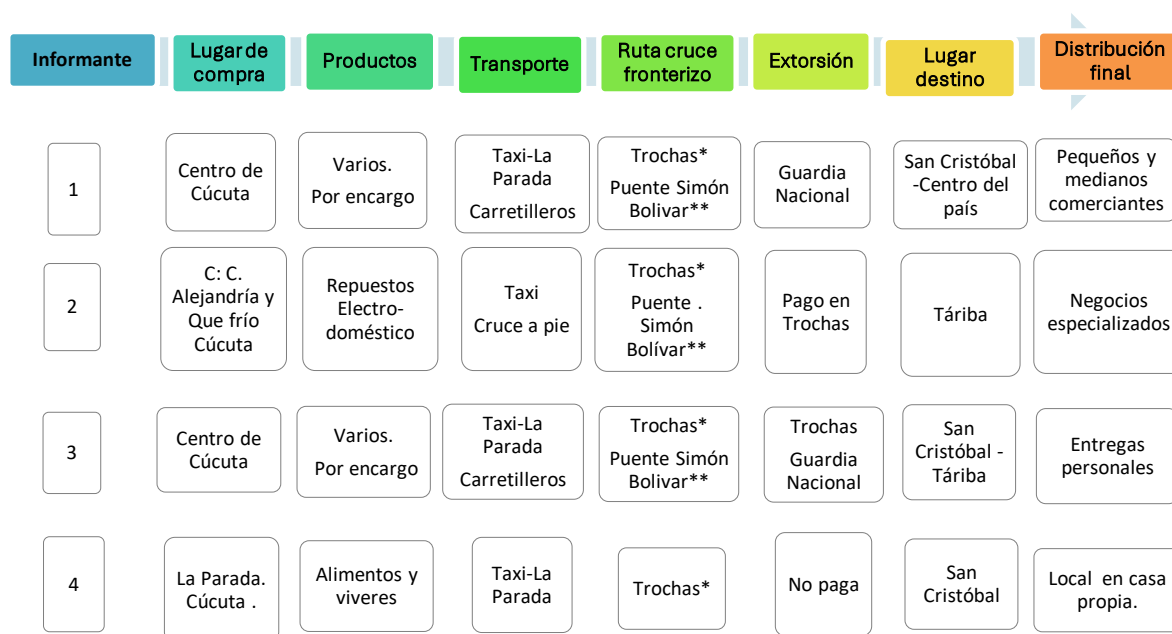 Informante
Lugar de
compra
Productos
Transporte
Ruta cruce
fronterizo
Extorsión
Lugar
destino
Distribución
final
1
Centro de
Cúcuta
Varios.
Por encargo
Taxi-La
Parada
Carretilleros
Trochas*
Puente Simón
Bolivar**
Guardia
Nacional
San Cristóbal
-Centro del
país
Pequeños y
medianos
comerciantes
2
C: C.
Alejandría y
Que frío
Cúcuta
Repuestos
Electro-
doméstico
Taxi
Cruce a pie
Trochas*
Puente .
Simón
Bolívar**
Pago en
Trochas
Táriba
Negocios
especializados
3
Centro de
Cúcuta
Varios.
Por encargo
Taxi-La
Parada
Carretilleros
Trochas*
Puente Simón
Bolivar**
Trochas
Guardia
Nacional
San
Cristóbal -
Táriba
Entregas
personales
4
La Parada.
Cúcuta .
Alimentos y
viveres
Taxi-La
Parada
Trochas*
No paga
San
Cristóbal
Local en casa
propia.